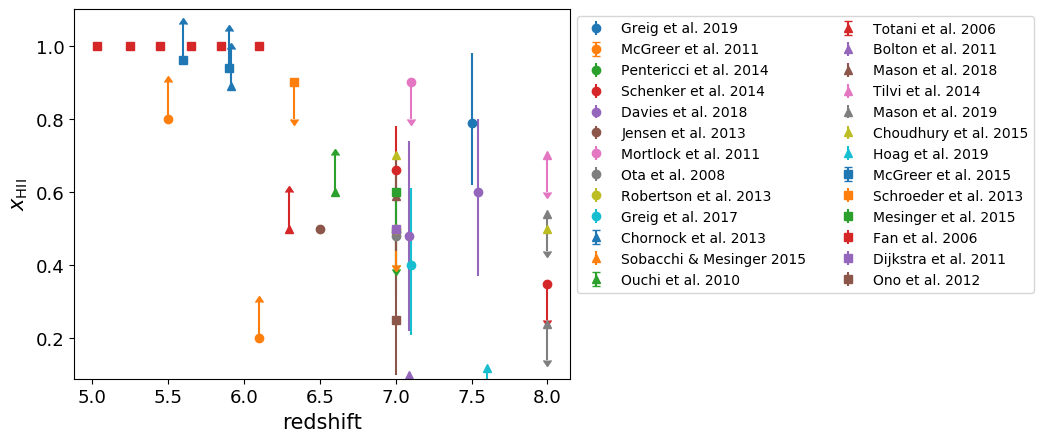 1.0
0.8
0.6
0.4
0.2
x_HII
5.0 5.5 6.0 6.5 7.0 7.5 8.0
redshift
Greig et al. 2019
McGreer et al. 2011
Pentericci et al. 2014
Schenker et al. 2014
Davies et al. 2018
Jensen et al. 2013
Mortlock et al. 2011
Ota et al. 2008
Robertson et al. 2013
Greig et al. 2017
Chornock et al. 2013
Sobacchi & Mesinger 2015
Ouchi et al. 2010
Totani et al. 2006
Bolton et al. 2011
Mason et al. 2018
Tilvi et al. 2014
Mason et al. 2019
Choudhury et al. 2015
Hoag et al. 2019
McGreer et al. 2015
Schroeder et al. 2013
Mesinger et al. 2015
Fan et al. 2006
Dijkstra et al. 2011
Ono et al. 2012